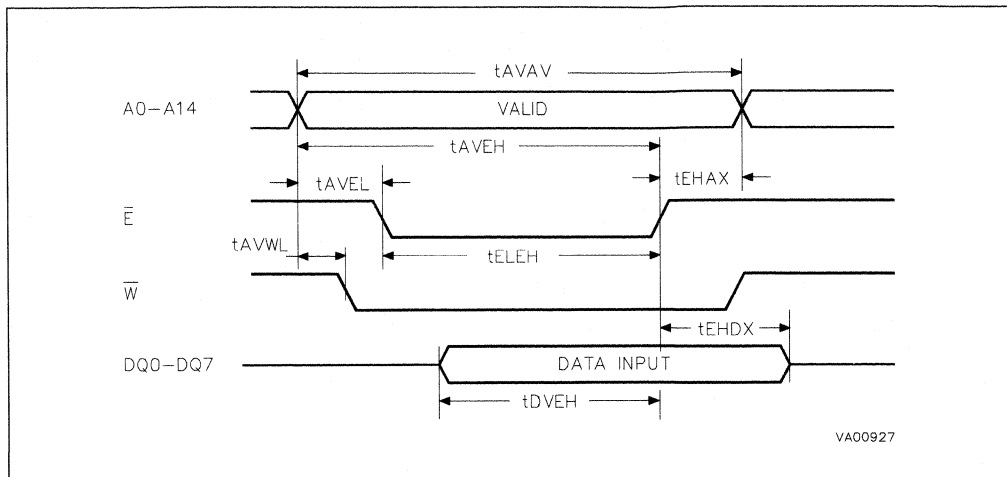 tAVAV
A0-A14
VALID
tAVEH
tAVEL
tEHAX
E
tAVWL
tELEH
W
tEHDX
DQ0-DQ7
DATA INPUT
tDVEH
VA00927